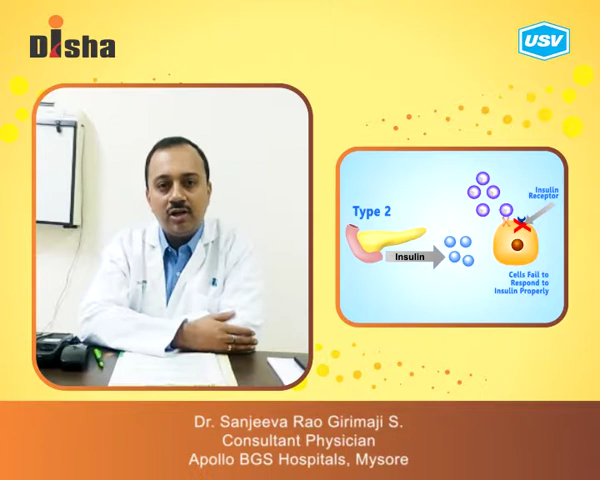 Disha
USV
Type 2
Insulin
Insulin
Receptor
Cells Fail to
Respond to
Insulin Properly
Dr. Sanjeeva Rao Girimaji S.
Consultant Physician
Apollo BGS Hospitals, Mysore